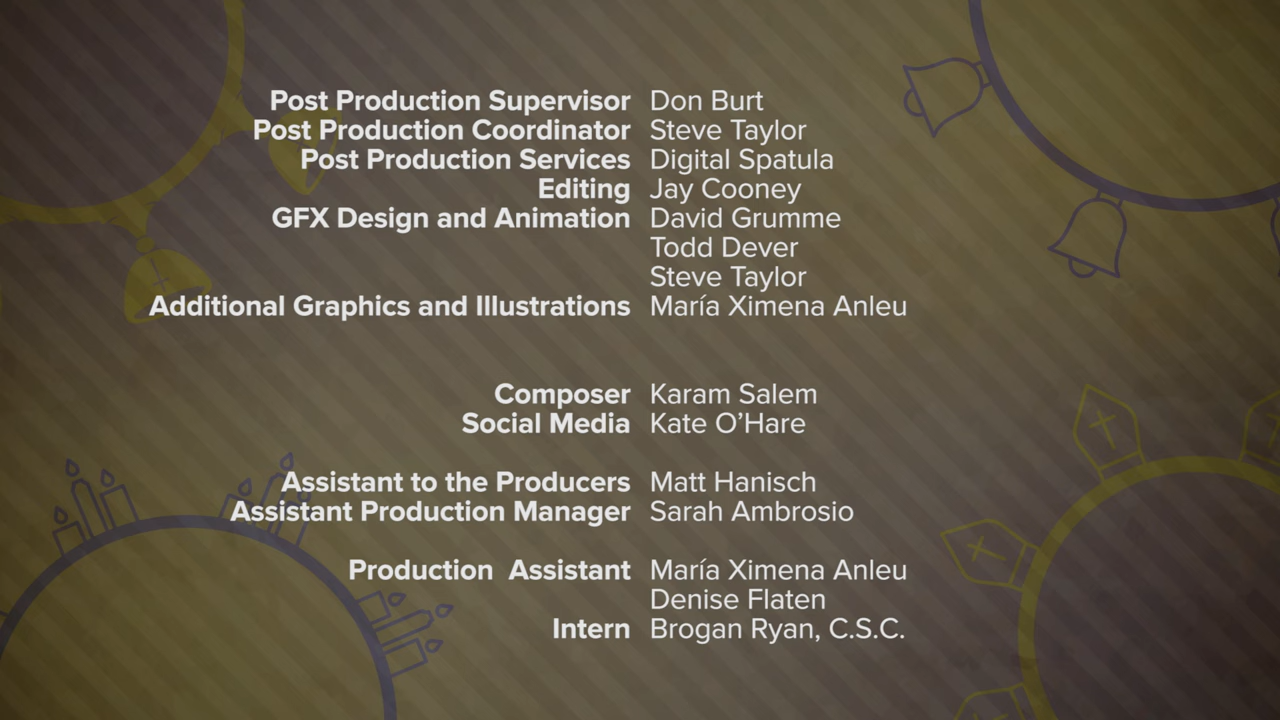 Post Production Supervisor Don Burt
Post Production Coordinator Steve Taylor
Post Production Services Digital Spatula
Editing Jay Cooney
GFX Design and Animation David Grumme
Todd Dever
Steve Taylor
Additional Graphics and Illustrations María Ximena Anleu
Composer Karam Salem
Social Media Kate O’Hare
Assistant to the Producers Matt Hanisch
Assistant Production Manager Sarah Ambrosio
Production Assistant María Ximena Anleu
Denise Flaten
Intern Brogan Ryan, C.S.C.